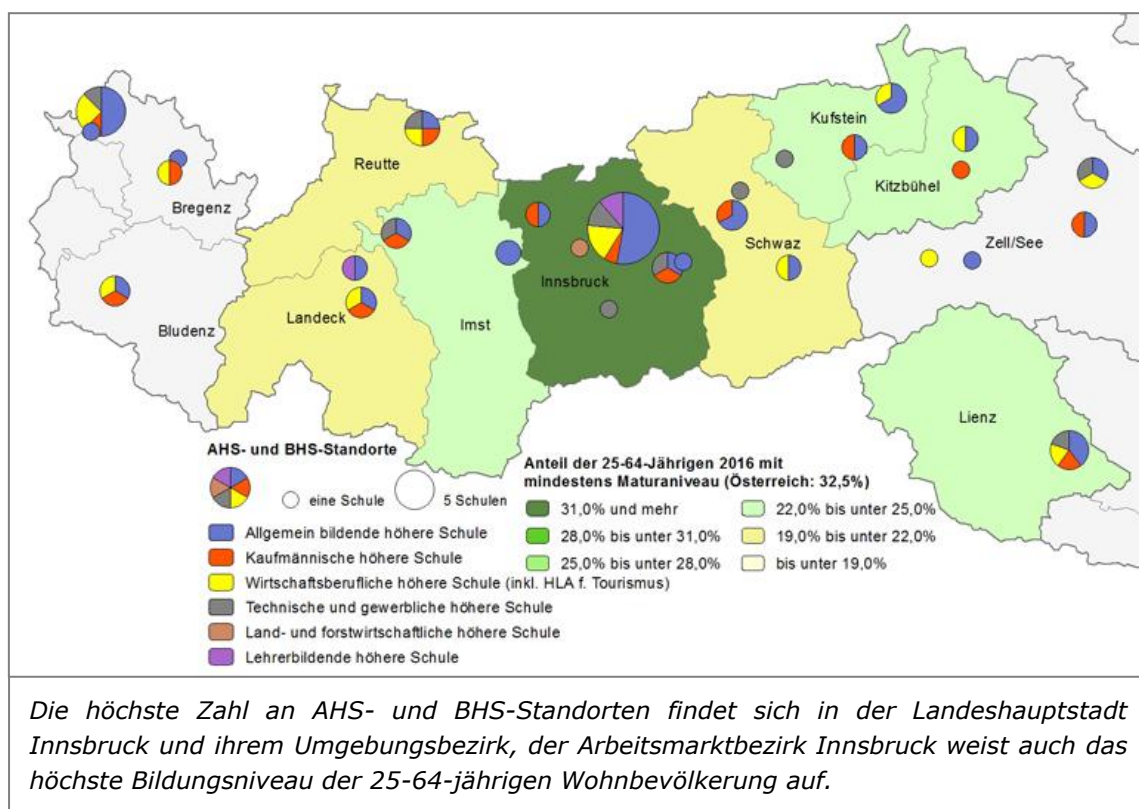 Kufstein
Reutte
Kitzbühel
Bregenz
Schwaz
Zell/See
Innsbruck
Landeck
Imst
Bludenz
Lienz
AHS- und BHS-Standorte
eine Schule
5 Schulen
Allgemein bildende höhere Schule
Kaufmännische höhere Schule
Wirtschaftsberufliche höhere Schule (inkl. HLA f. Tourismus)
Technische und gewerbliche höhere Schule
Land- und forstwirtschaftliche höhere Schule
Lehrerbildende höhere Schule
Anteil der 25-64-Jährigen 2016 mit
mindestens Maturaniveau (Österreich: 32,5%)
31,0% und mehr
28,0% bis unter 31,0%
25,0% bis unter 28,0%
22,0% bis unter 25,0%
19,0% bis unter 22,0%
bis unter 19,0%
Die höchste Zahl an AHS- und BHS-Standorten findet sich in der Landeshauptstadt
Innsbruck und ihrem Umgebungsbezirk, der Arbeitsmarktbezirk Innsbruck weist auch das
höchste Bildungsniveau der 25-64-jährigen Wohnbevölkerung auf.